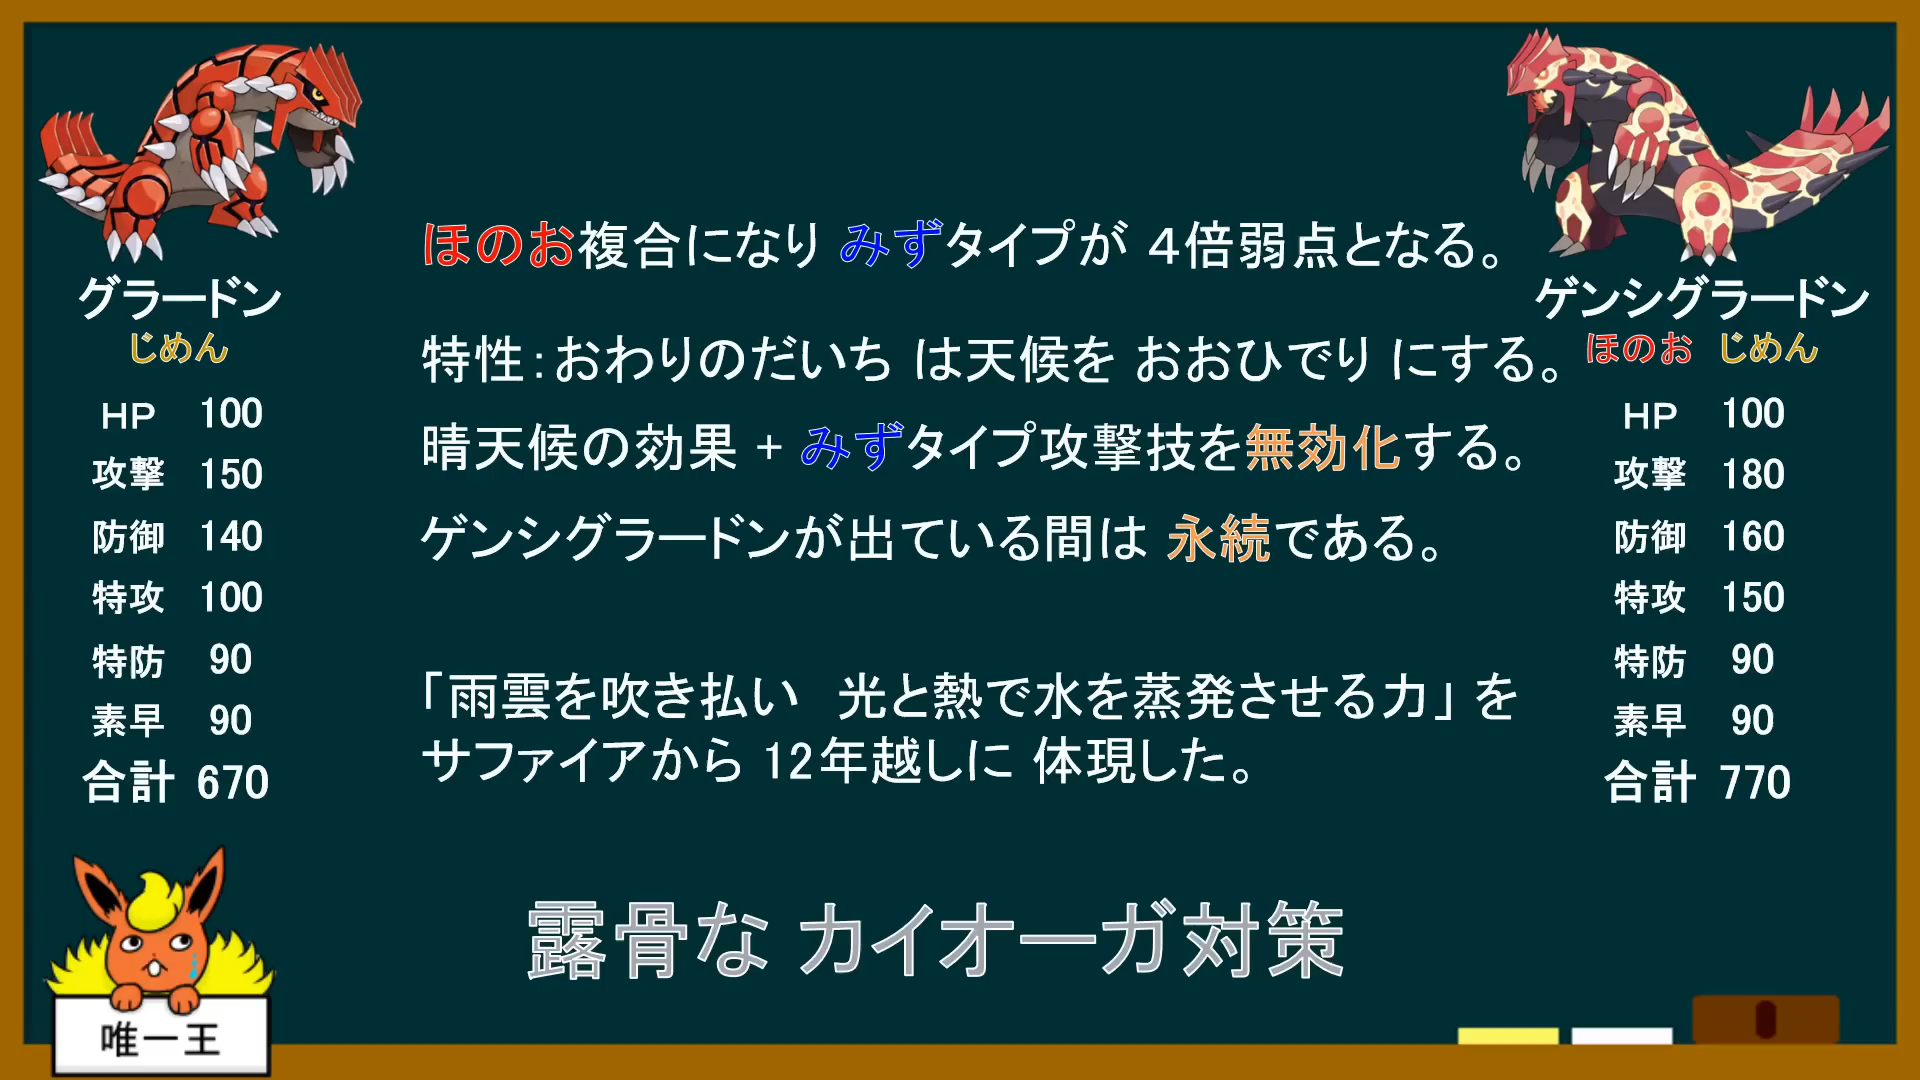 グラードン
じめん
HP 100
攻撃 150
防御 140
特攻 100
特防 90
素早 90
合計 670
ほのお複合になり みずタイプが 4倍弱点となる。
特性：おわりのだいち は天候を おおひでり にする。
晴天候の効果 + みずタイプ攻撃技を無効化する。
ゲンシグラードンが出ている間は 永続である。
「雨雲を吹き払い　光と熱で水を蒸発させる力」を
サファイアから 12年越しに 体現した。
ゲンシグラードン
ほのお じめん
HP 100
攻撃 180
防御 160
特攻 150
特防 90
素早 90
合計 770
露骨な カイオーガ対策
唯一王